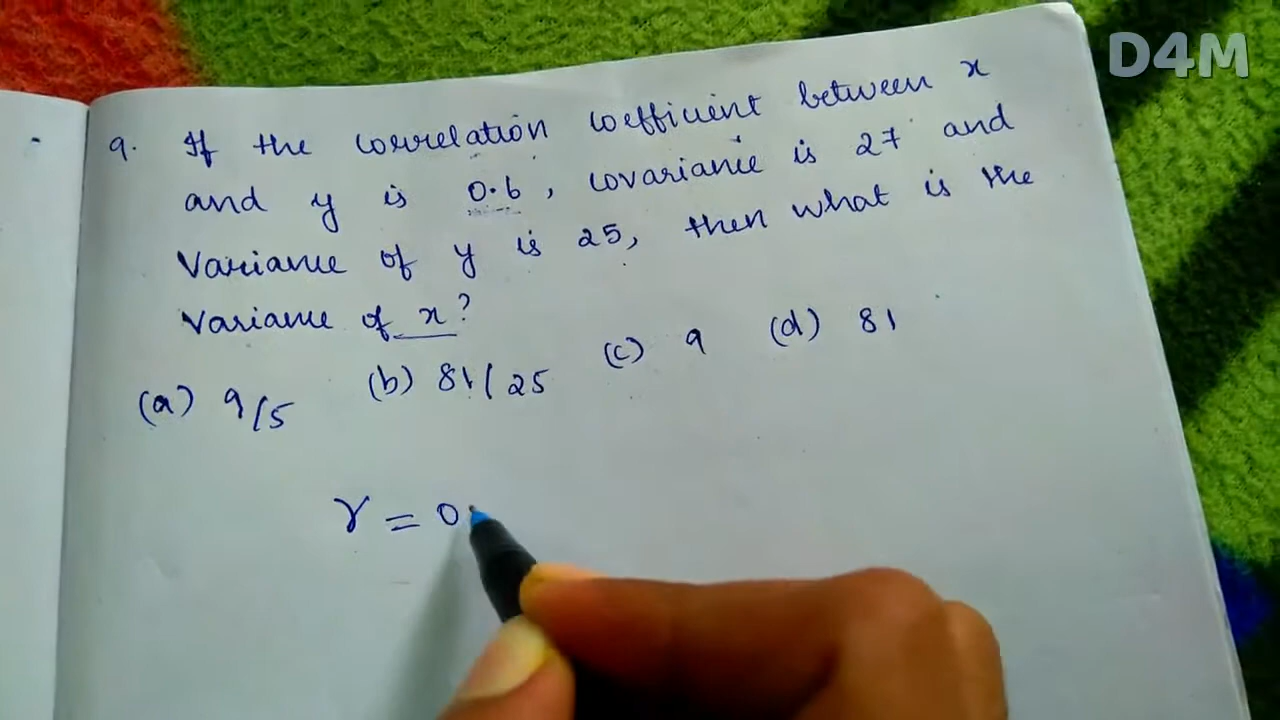 D4M
9. If the correlation coefficient between x
and y is 0.6, covariance is 27 and
Variance of y is 25, then what is the
Variance of x?
(a) 9/5 (b) 81/25 (c) 9 (d) 81
r = 0.